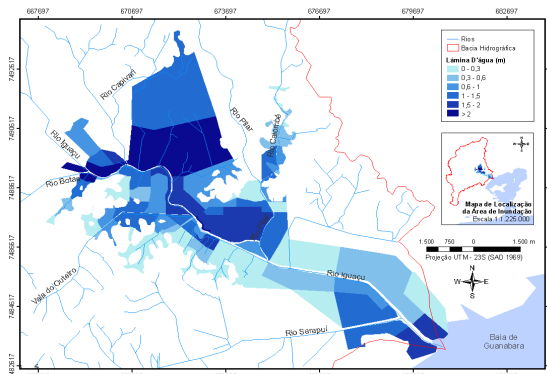 667697 670697 673697 676697 679697 682697
Rios
Bacia Hidrográfica
Lâmina D'água (m)
0 - 0,3
0,3 - 0,6
0,6 - 1
1 - 1,5
1,5 - 2
> 2
7492617
7490617
7488617
7486617
7484617
Rio Capivari
Rio Pilar
Rio Calombé
Rio Iguaçu
Rio Botas
Mapa de Localização
da Área de Inundação
Escala 1:1.225.000
1.500 750 0 1.500 m
Projeção UTM - 23S (SAD 1969)
N
W E
S
Vala do Outeiro
Rio Iguaçu
Rio Sarapuí
Baía de
Guanabara